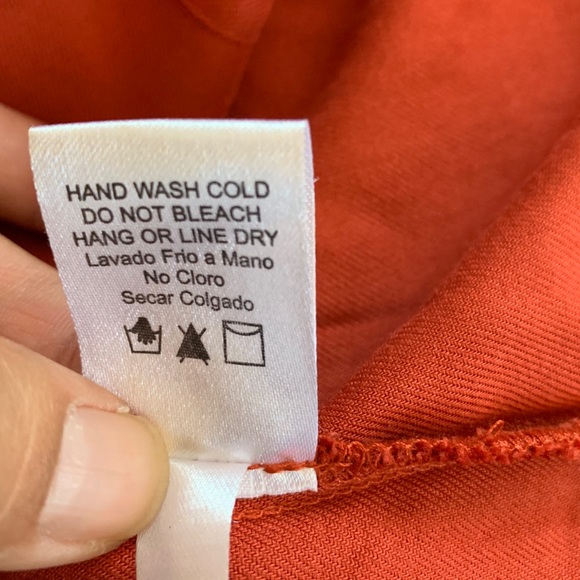 HAND WASH COLD
DO NOT BLEACH
HANG OR LINE DRY
Lavado Frio a Mano
No Cloro
Secar Colgado